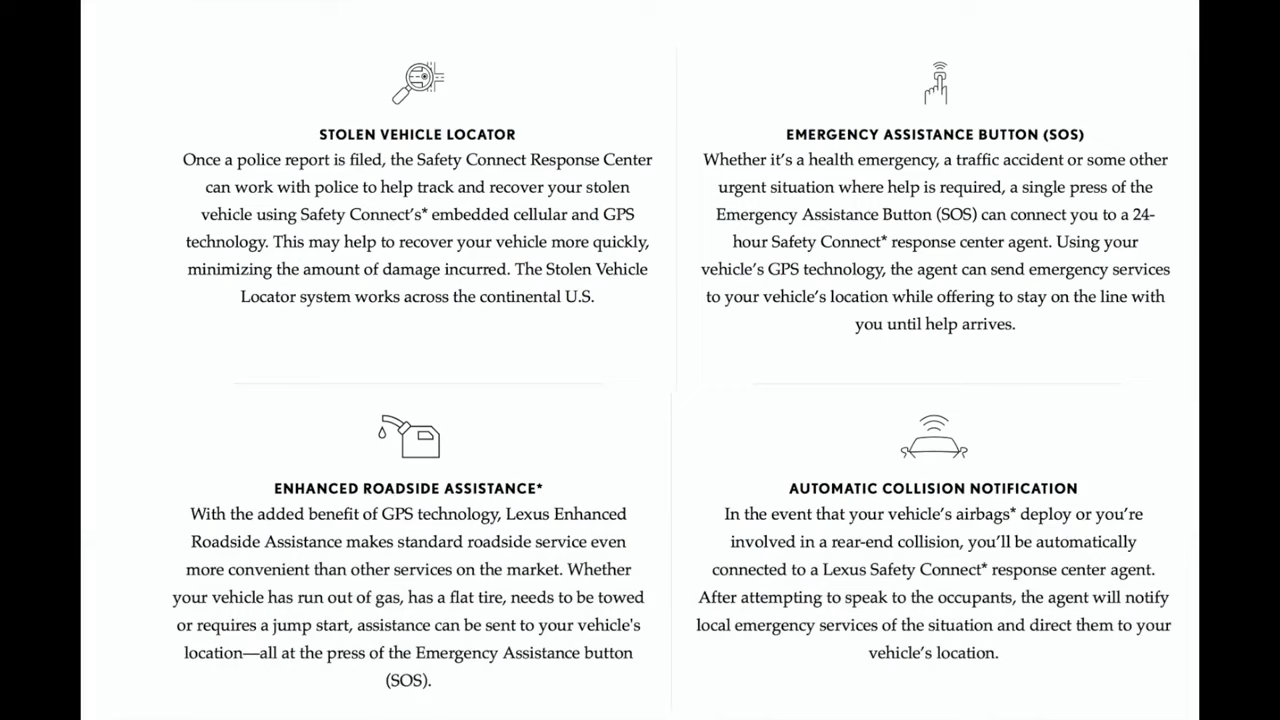 STOLEN VEHICLE LOCATOR
Once a police report is filed, the Safety Connect Response Center
can work with police to help track and recover your stolen
vehicle using Safety Connect’s* embedded cellular and GPS
technology. This may help to recover your vehicle more quickly,
minimizing the amount of damage incurred. The Stolen Vehicle
Locator system works across the continental U.S.
EMERGENCY ASSISTANCE BUTTON (SOS)
Whether it’s a health emergency, a traffic accident or some other
urgent situation where help is required, a single press of the
Emergency Assistance Button (SOS) can connect you to a 24-
hour Safety Connect* response center agent. Using your
vehicle’s GPS technology, the agent can send emergency services
to your vehicle’s location while offering to stay on the line with
you until help arrives.
ENHANCED ROADSIDE ASSISTANCE*
With the added benefit of GPS technology, Lexus Enhanced
Roadside Assistance makes standard roadside service even
more convenient than other services on the market. Whether
your vehicle has run out of gas, has a flat tire, needs to be towed
or requires a jump start, assistance can be sent to your vehicle's
location—all at the press of the Emergency Assistance button
(SOS).
AUTOMATIC COLLISION NOTIFICATION
In the event that your vehicle’s airbags* deploy or you’re
involved in a rear-end collision, you’ll be automatically
connected to a Lexus Safety Connect* response center agent.
After attempting to speak to the occupants, the agent will notify
local emergency services of the situation and direct them to your
vehicle’s location.